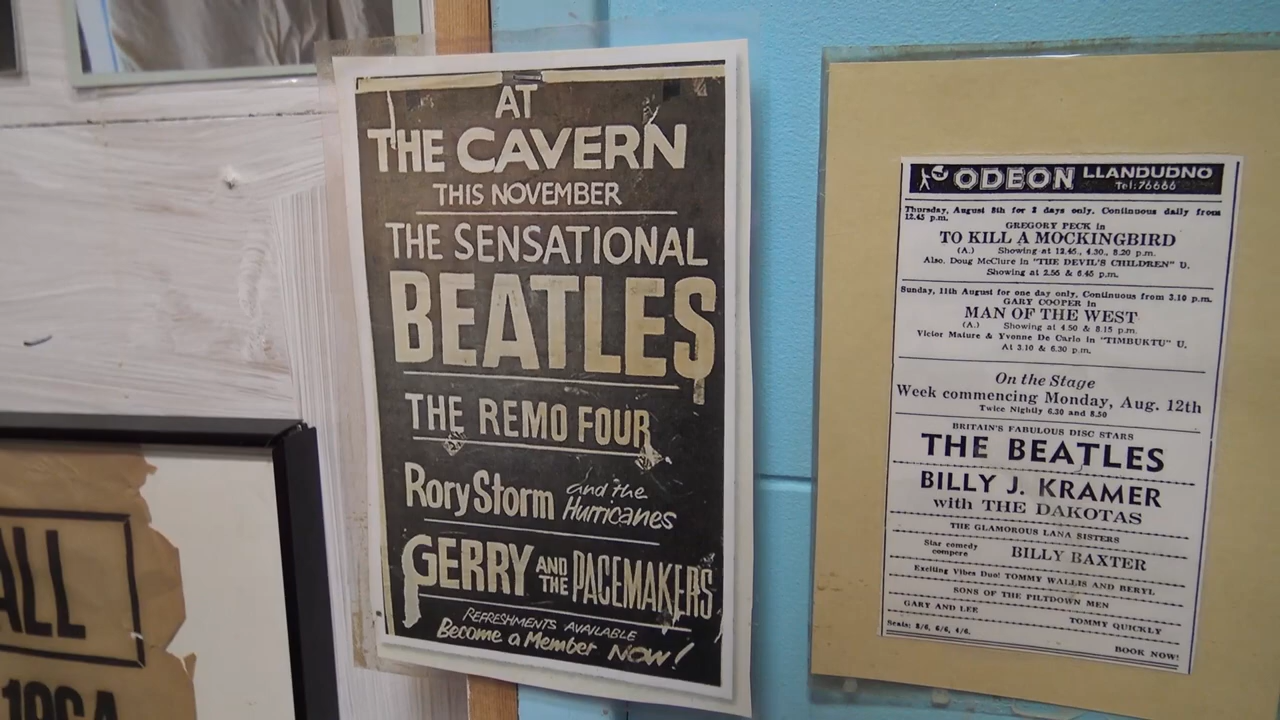 AT
THE CAVERN
THIS NOVEMBER
THE SENSATIONAL
BEATLES
THE REMO FOUR
Rory Storm and the Hurricanes
GERRY AND THE PACEMAKERS
REFRESHMENTS AVAILABLE
Become a Member NOW!
ODEON LLANDUDNO
Tel: 76666
Thursday, August 8th for 3 days only. Continuous daily from
12.45 p.m.
GREGORY PECK in
TO KILL A MOCKINGBIRD
(A.) Showing at 12.45., 4.30., 8.20 p.m.
Also. Doug McClure in "THE DEVIL'S CHILDREN" U.
Showing at 2.56 & 6.45 p.m.
Sunday, 11th August for one day only. Continuous from 3.10 p.m.
GARY COOPER in
MAN OF THE WEST
(A.) Showing at 4.50 & 8.15 p.m.
Victor Mature & Yvonne De Carlo in "TIMBUKTU" U.
At 3.10 & 6.30 p.m.
On the Stage
Week commencing Monday, Aug. 12th
Twice Nightly 6.30 and 8.50
BRITAIN'S FABULOUS DISC STARS
THE BEATLES
BILLY J. KRAMER
with THE DAKOTAS
THE GLAMOROUS LANA SISTERS
Star comedy compere BILLY BAXTER
Exciting Vibes Duo! TOMMY WALLIS AND BERYL
SONS OF THE PILTDOWN MEN
GARY AND LEE
TOMMY QUICKLY
Seats: 8/6, 6/6, 4/6.
BOOK NOW!
ALL
1964